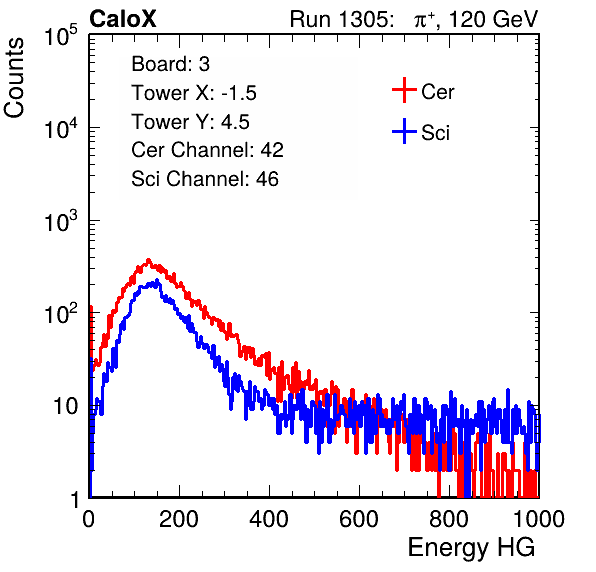 CaloX Run 1305: π⁺, 120 GeV
Counts
Board: 3
Tower X: -1.5
Tower Y: 4.5
Cer Channel: 42
Sci Channel: 46
Cer
Sci
10⁵
10⁴
10³
10²
10
1
0 200 400 600 800 1000
Energy HG